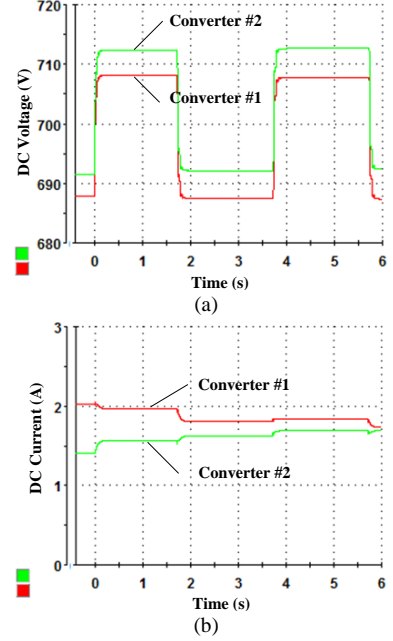 720
Converter #2
710
Converter #1
700
690
680
DC Voltage (V)
0 1 2 3 4 5 6
Time (s)
(a)
3
Converter #1
2
Converter #2
1
0
DC Current (A)
0 1 2 3 4 5 6
Time (s)
(b)